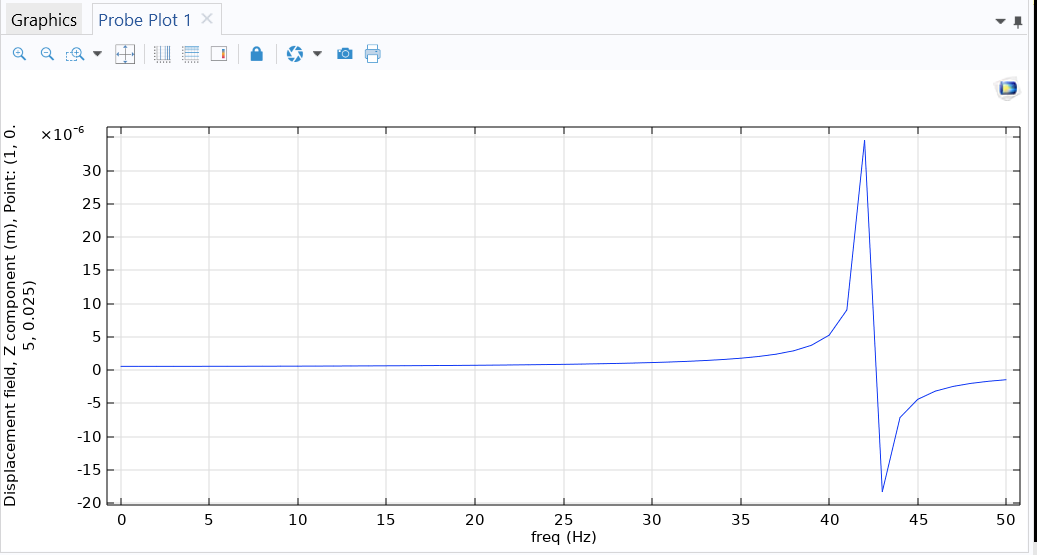 Graphics
Probe Plot 1
×10⁻⁶
Displacement field, Z component (m), Point: (1, 0.
5, 0.025)
30
25
20
15
10
5
0
-5
-10
-15
-20
0 5 10 15 20 25 30 35 40 45 50
freq (Hz)